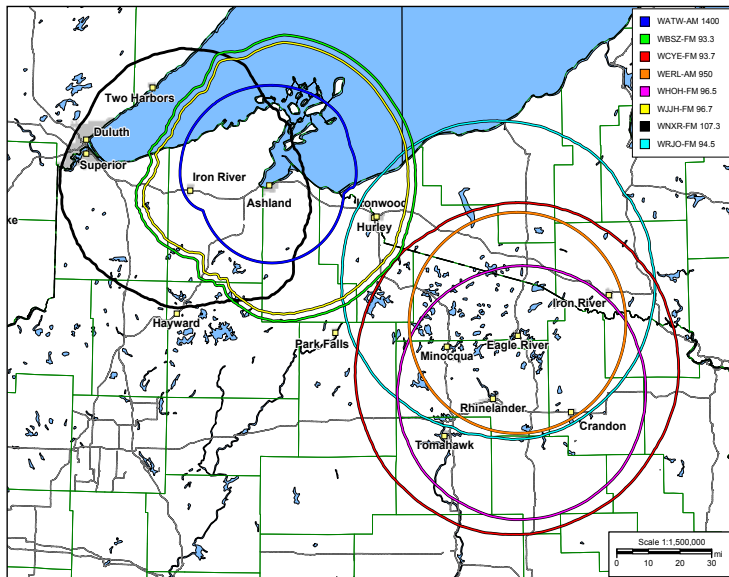 WATW-AM 1400
WBSZ-FM 93.3
WCYE-FM 93.7
WERL-AM 950
WHOH-FM 96.5
WJJH-FM 96.7
WNXR-FM 107.3
WRJO-FM 94.5
Two Harbors
Duluth
Superior
Iron River
Ashland
Ironwood
Hurley
ke
Iron River
Hayward
Park Falls
Eagle River
Minocqua
Rhinelander
Crandon
Tomahawk
Scale 1:1,500,000
mi
0 10 20 30